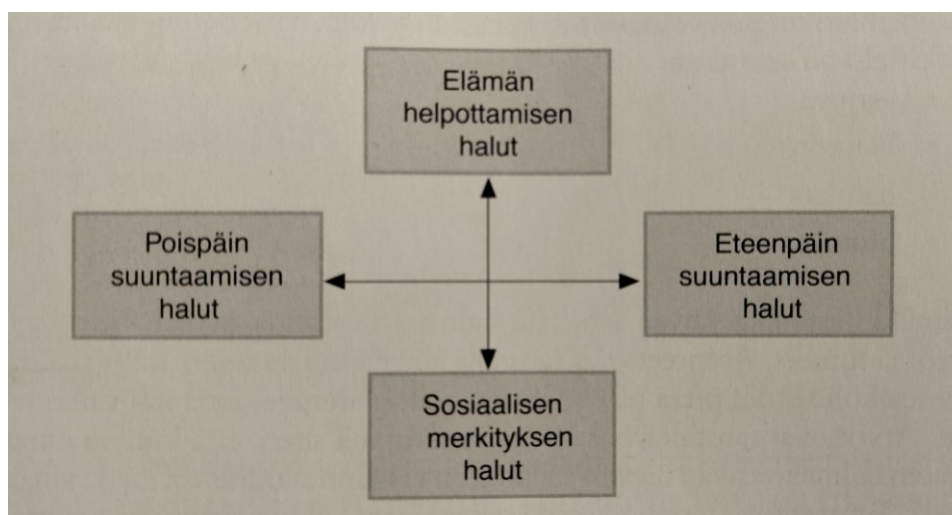 Elämän
helpottamisen
halut
Poispäin
suuntaamisen
halut
Eteenpäin
suuntaamisen
halut
Sosiaalisen
merkityksen
halut